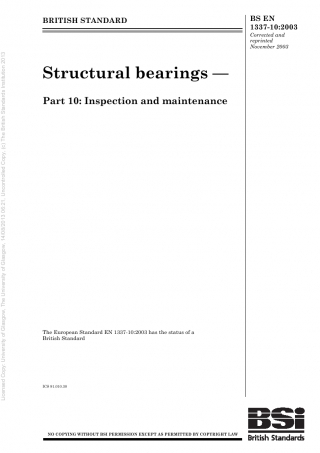 BRITISH STANDARD
BS EN
1337-10:2003
Corrected and
reprinted
November 2003
Structural bearings —
Part 10: Inspection and maintenance
The European Standard EN 1337-10:2003 has the status of a
British Standard
ICS 91.010.30
NO COPYING WITHOUT BSI PERMISSION EXCEPT AS PERMITTED BY COPYRIGHT LAW
BSi
British Standards
Licensed Copy: University of Glasgow, The University of Glasgow, 14/03/2013 00:21, Uncontrolled Copy, (c) The British Standards Institution 2013